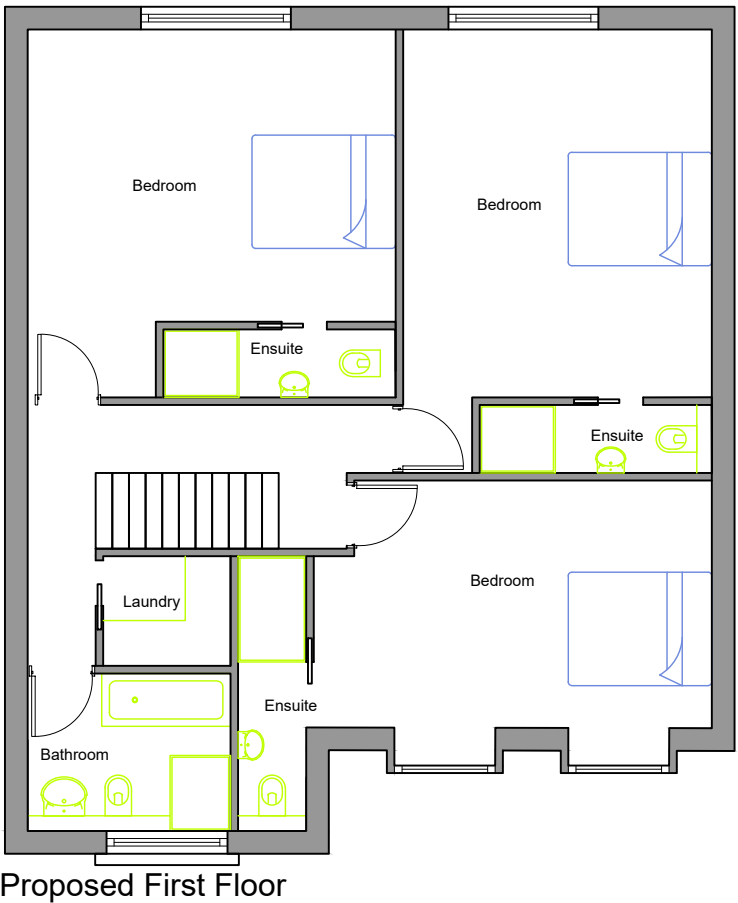 Bedroom
Bedroom
Ensuite
Ensuite
Bedroom
Laundry
Ensuite
Bathroom
Proposed First Floor